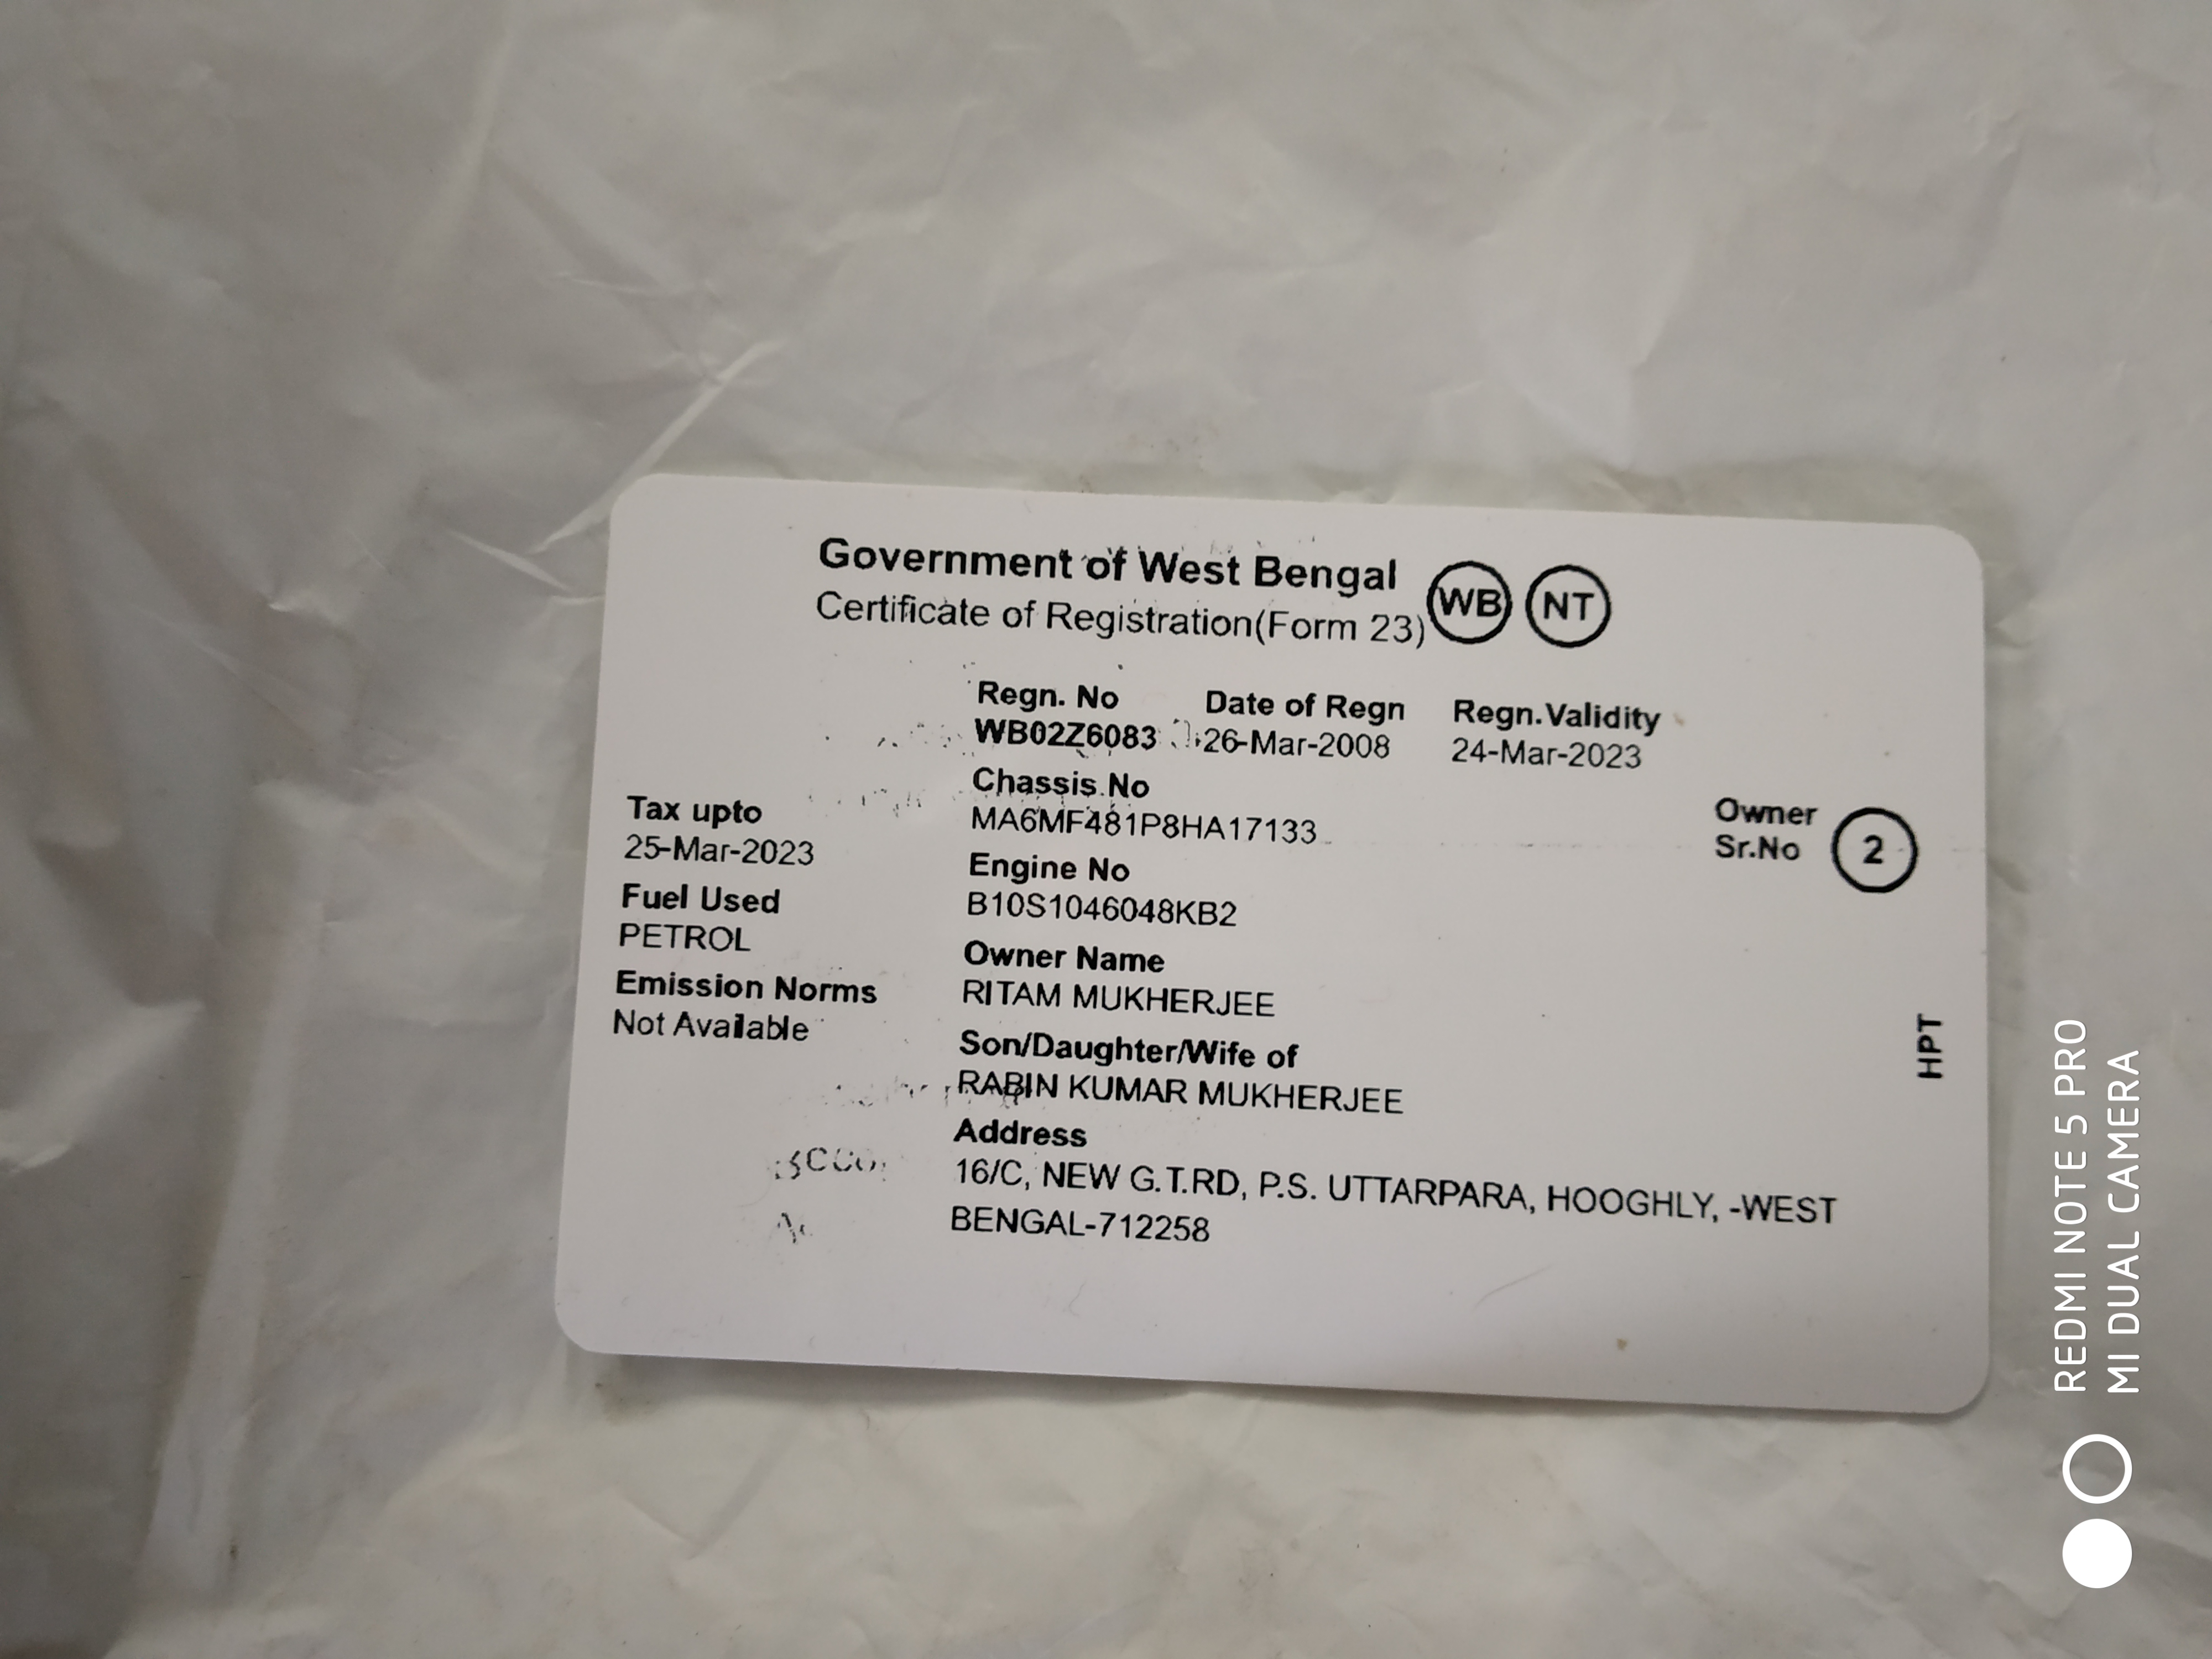 Government of West Bengal
Certificate of Registration(Form 23)
WB NT
Regn. No Date of Regn Regn.Validity
WB02Z6083 26-Mar-2008 24-Mar-2023
Tax upto
25-Mar-2023
Fuel Used
PETROL
Emission Norms
Not Available
Chassis No
MA6MF481P8HA17133
Engine No
B10S1046048KB2
Owner
Sr.No 2
Owner Name
RITAM MUKHERJEE
Son/Daughter/Wife of
RABIN KUMAR MUKHERJEE
Address
16/C, NEW G.T.RD, P.S. UTTARPARA, HOOGHLY, -WEST
BENGAL-712258
REDMI NOTE 5 PRO
MI DUAL CAMERA